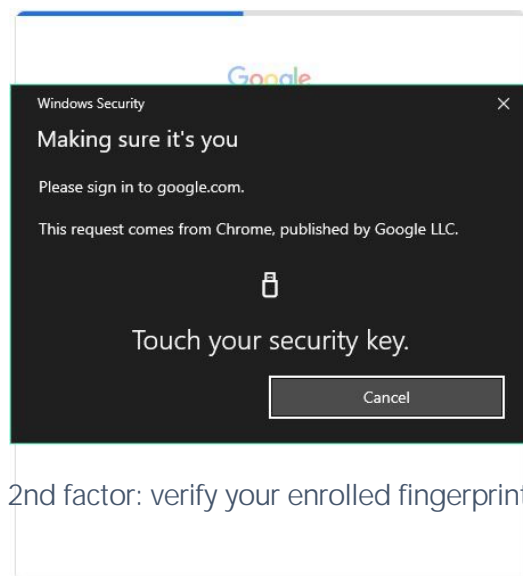 Google
Windows Security
Making sure it's you
Please sign in to google.com.
This request comes from Chrome, published by Google LLC.
Touch your security key.
Cancel
2nd factor: verify your enrolled fingerprint